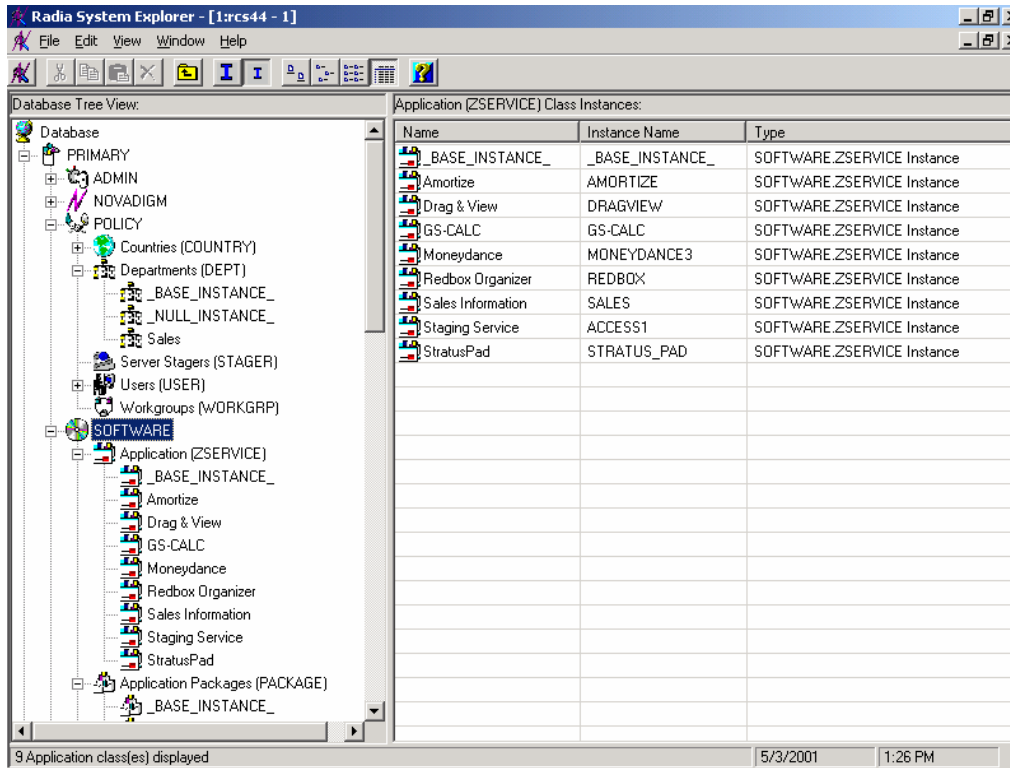 Radia System Explorer - [1:rcs44 - 1]
File Edit View Window Help
Database Tree View:
Database
PRIMARY
ADMIN
NOVADIGM
POLICY
Countries (COUNTRY)
Departments (DEPT)
_BASE_INSTANCE_
_NULL_INSTANCE_
Sales
Server Stagers (STAGER)
Users (USER)
Workgroups (WORKGRP)
SOFTWARE
Application (ZSERVICE)
_BASE_INSTANCE_
Amortize
Drag & View
GS-CALC
Moneydance
Redbox Organizer
Sales Information
Staging Service
StratusPad
Application Packages (PACKAGE)
_BASE_INSTANCE_
Application (ZSERVICE) Class Instances:
Name Instance Name Type
_BASE_INSTANCE_ _BASE_INSTANCE_ SOFTWARE.ZSERVICE Instance
Amortize AMORTIZE SOFTWARE.ZSERVICE Instance
Drag & View DRAGVIEW SOFTWARE.ZSERVICE Instance
GS-CALC GS-CALC SOFTWARE.ZSERVICE Instance
Moneydance MONEYDANCE3 SOFTWARE.ZSERVICE Instance
Redbox Organizer REDBOX SOFTWARE.ZSERVICE Instance
Sales Information SALES SOFTWARE.ZSERVICE Instance
Staging Service ACCESS1 SOFTWARE.ZSERVICE Instance
StratusPad STRATUS_PAD SOFTWARE.ZSERVICE Instance
9 Application class(es) displayed 5/3/2001 1:26 PM